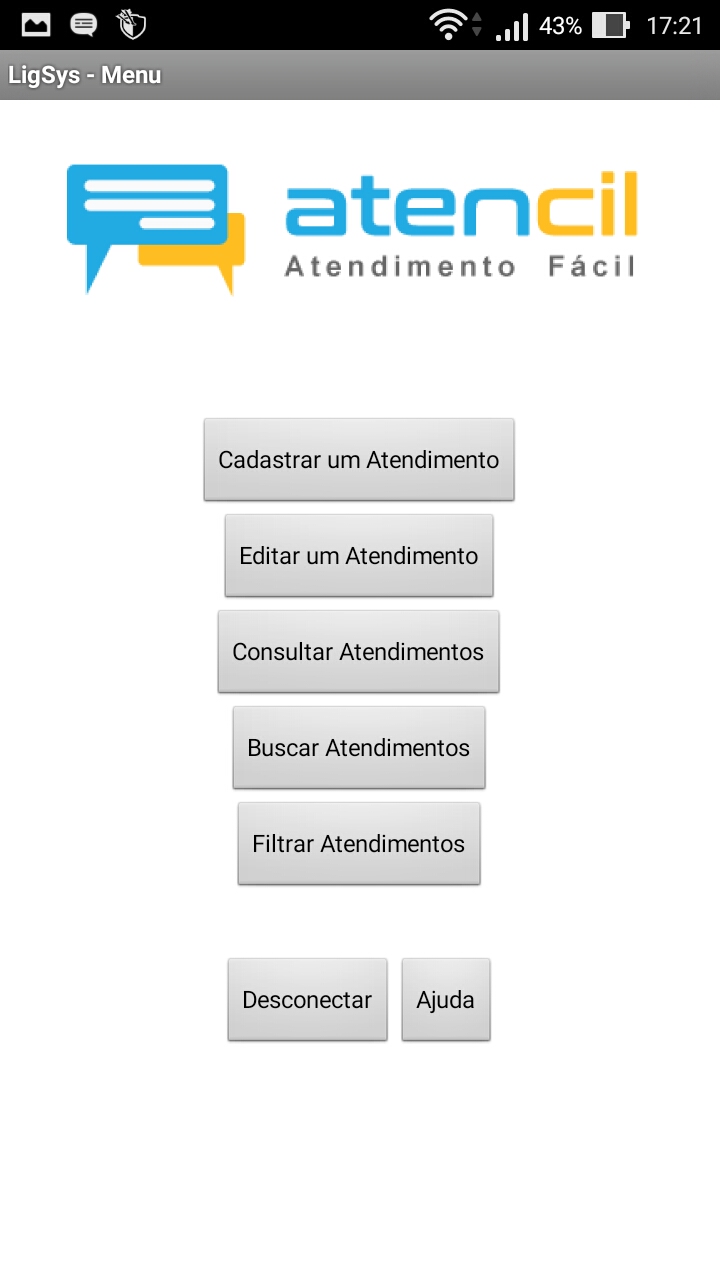 43% 17:21
LigSys - Menu
atencil
Atendimento Fácil
Cadastrar um Atendimento
Editar um Atendimento
Consultar Atendimentos
Buscar Atendimentos
Filtrar Atendimentos
Desconectar Ajuda